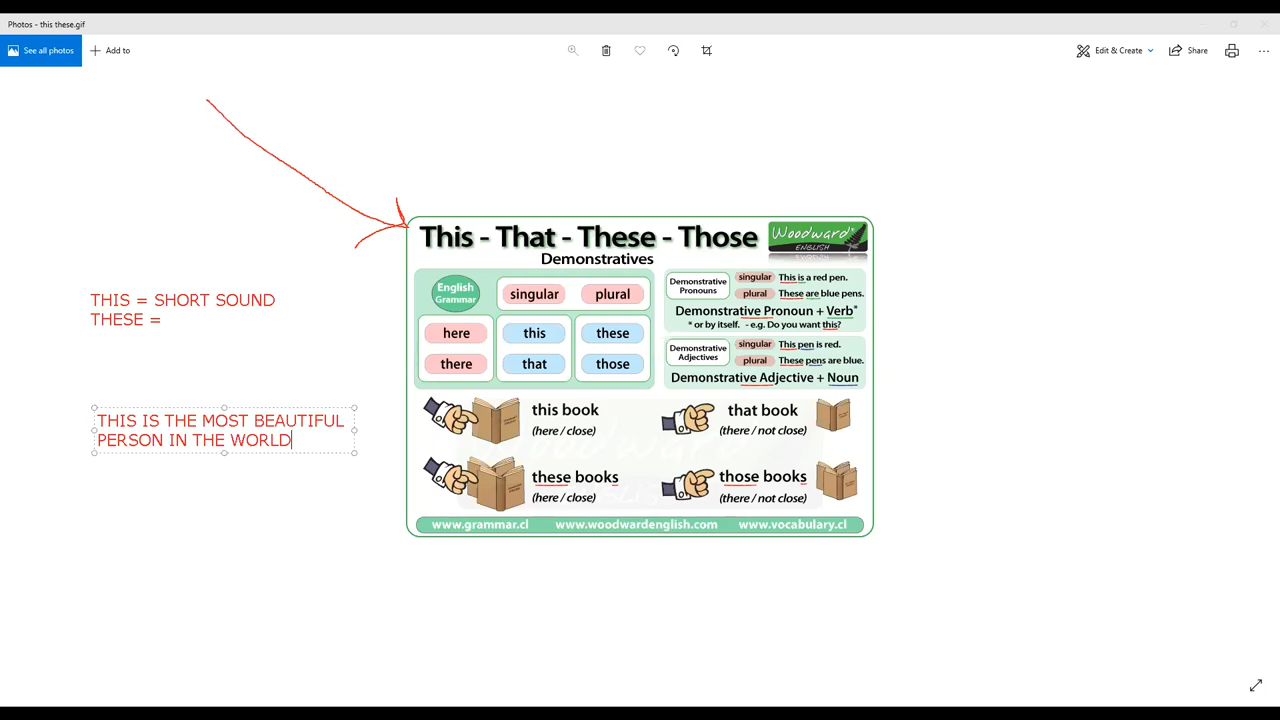 Photos - this these.gif
See all photos
Add to
Edit & Create
Share
This - That - These - Those
Demonstratives
Woodward®
ENGLISH
English
Grammar
singular
plural
here
this
these
there
that
those
Demonstrative
Pronouns
singular This is a red pen.
plural These are blue pens.
Demonstrative Pronoun + Verb*
* or by itself. - e.g. Do you want this?
Demonstrative
Adjectives
singular This pen is red.
plural These pens are blue.
Demonstrative Adjective + Noun
THIS = SHORT SOUND
THESE =
THIS IS THE MOST BEAUTIFUL
PERSON IN THE WORLD
this book
(here / close)
that book
(there / not close)
these books
(here / close)
those books
(there / not close)
www.grammar.cl www.woodwardenglish.com www.vocabulary.cl